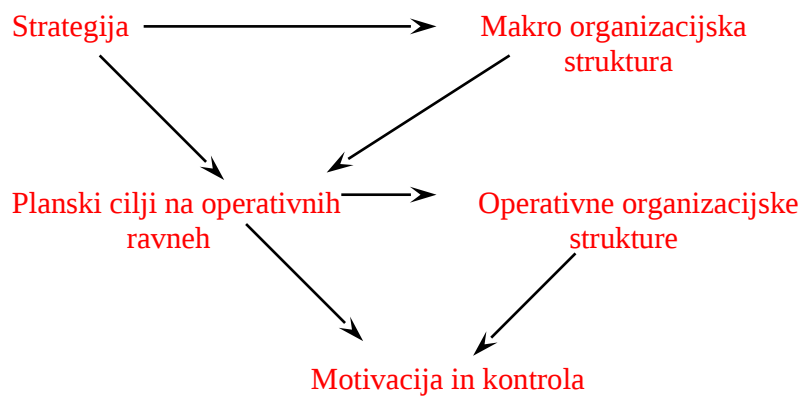 Strategija
Makro organizacijska
struktura
Planski cilji na operativnih
ravneh
Operativne organizacijske
strukture
Motivacija in kontrola